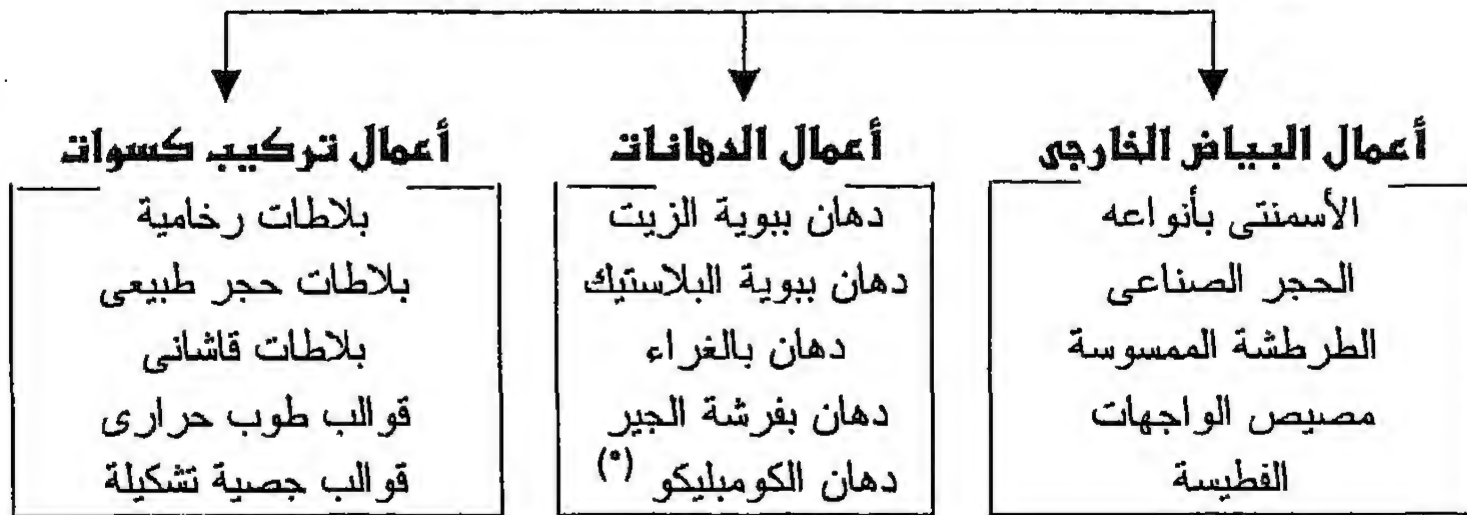 أعمال البياض الخارجى
الأسمنتى بأنواعه
الحجر الصناعى
الطرطشة الممسوسة
مصيص الواجهات
الفطيسة
أعمال الدهانات
دهان ببوية الزيت
دهان ببوية البلاستيك
دهان بالغراء
دهان بفرشة الجير
دهان الكومبليكو (*)
أعمال تركيب كسوات
بلاطات رخامية
بلاطات حجر طبيعى
بلاطات قاشانى
قوالب طوب حرارى
قوالب جصية تشكيلة